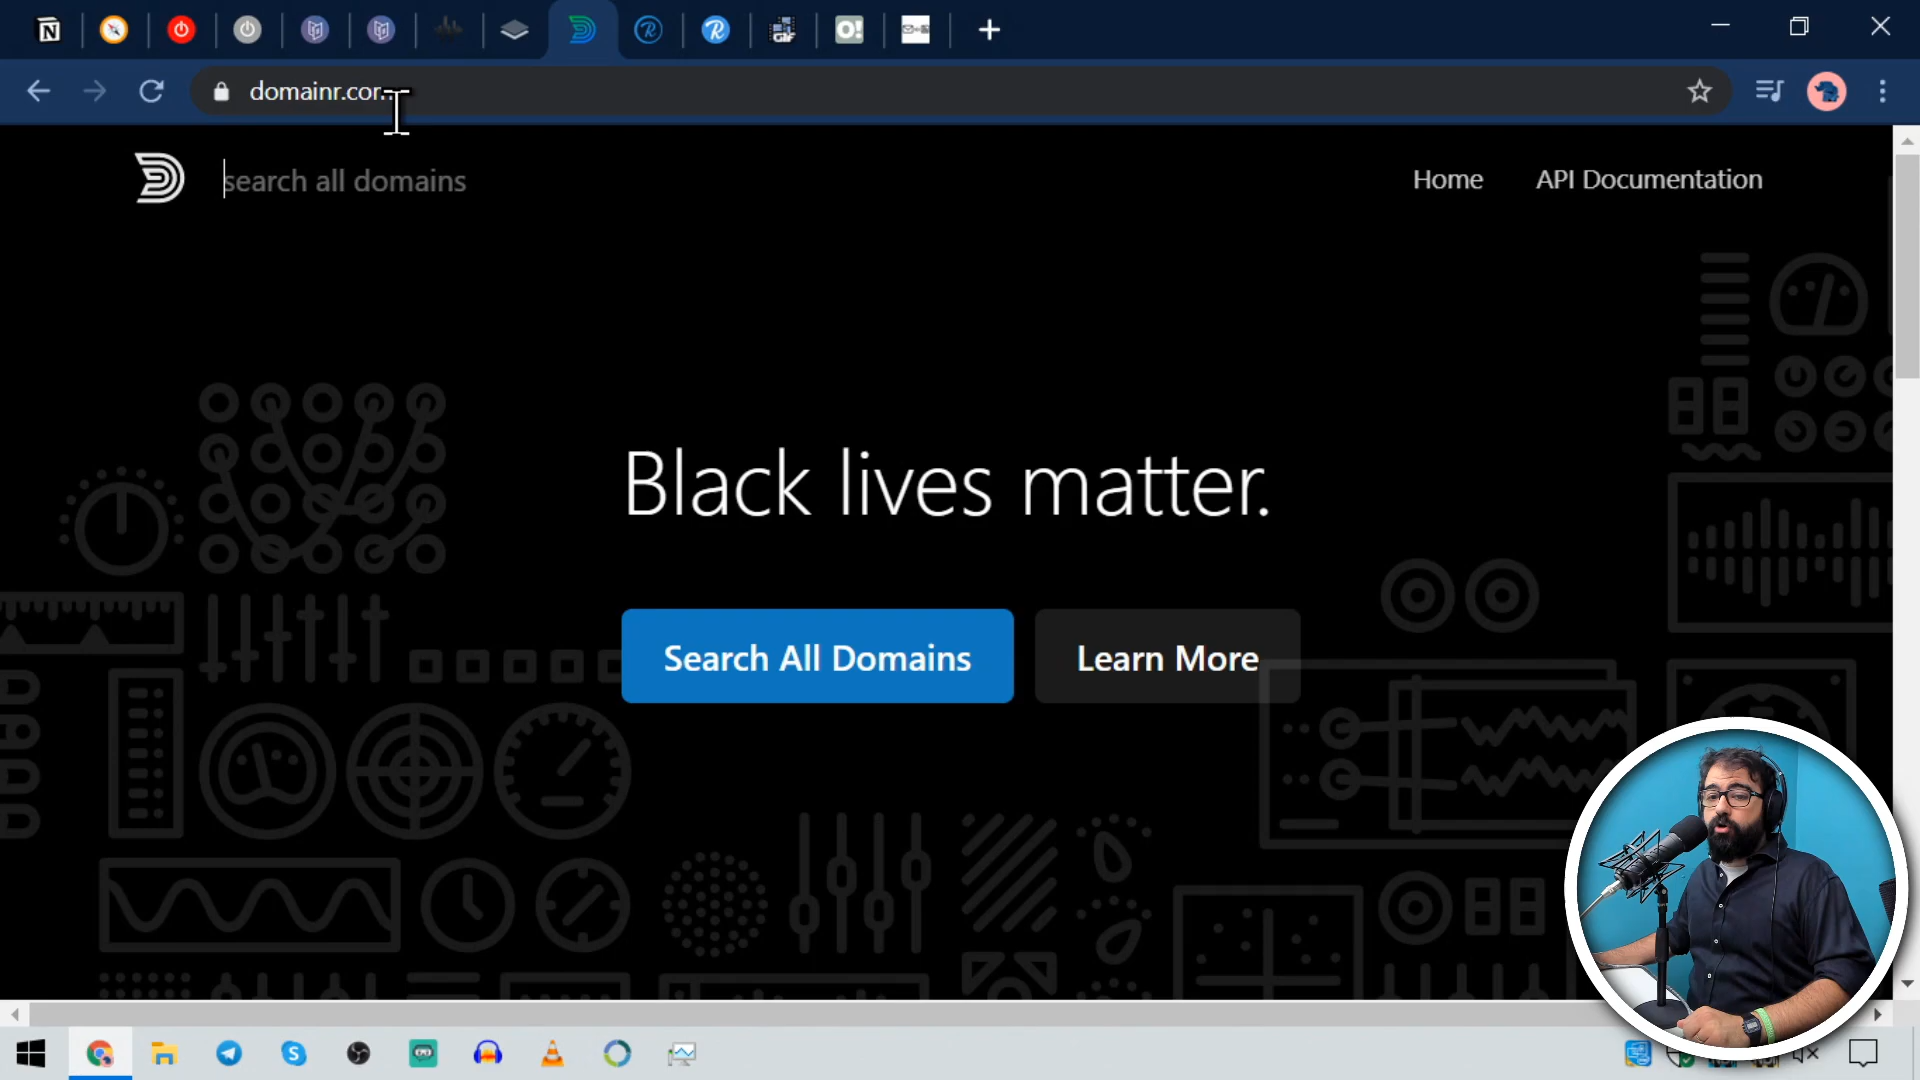 domainr.com
search all domains
Home
API Documentation
Black lives matter.
Search All Domains
Learn More